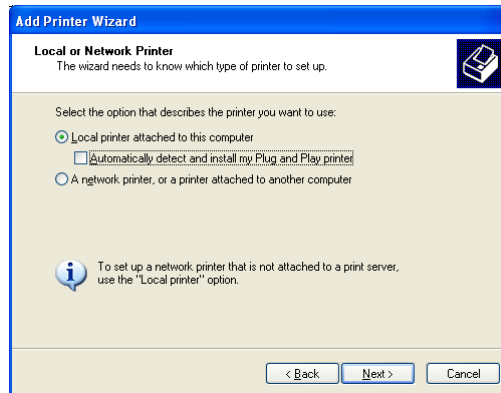 Add Printer Wizard
Local or Network Printer
The wizard needs to know which type of printer to set up.
Select the option that describes the printer you want to use:
Local printer attached to this computer
Automatically detect and install my Plug and Play printer
A network printer, or a printer attached to another computer
To set up a network printer that is not attached to a print server,
use the "Local printer" option.
< Back Next > Cancel